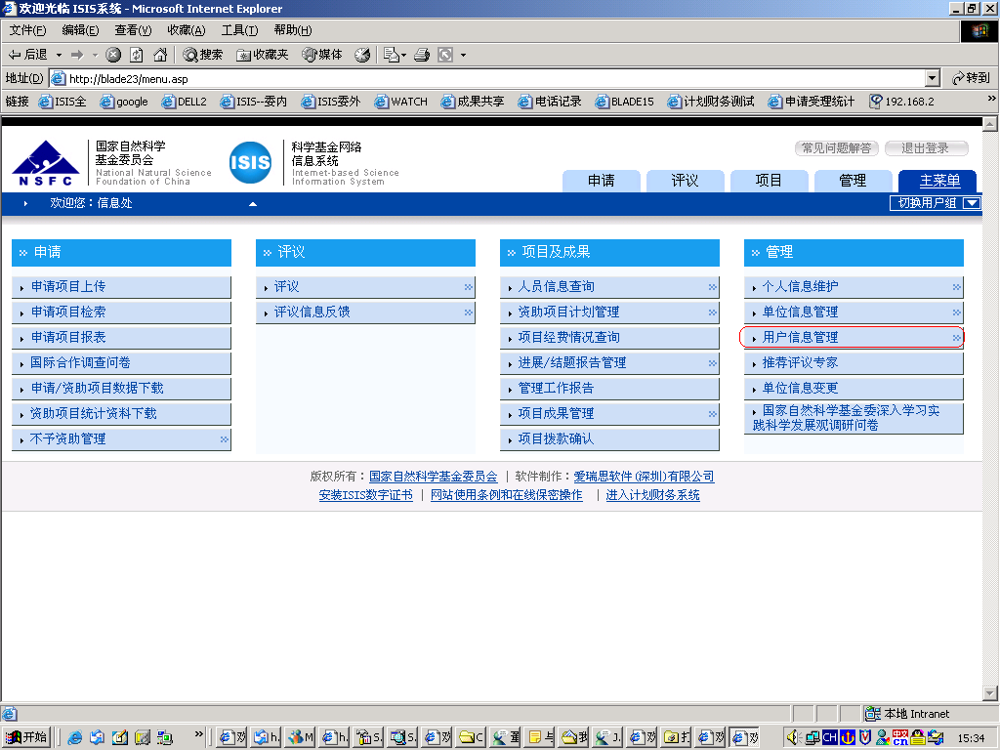 欢迎光临 ISIS系统 - Microsoft Internet Explorer
文件(F) 编辑(E) 查看(V) 收藏(A) 工具(T) 帮助(H)
后退 搜索 收藏夹 媒体
地址(D) http://blade23/menu.asp 转到
链接 ISIS全 google DELL2 ISIS--委内 ISIS委外 WATCH 成果共享 电话记录 BLADE15 计划财务测试 申请受理统计 192.168.2
国家自然科学
基金委员会
National Natural Science
Foundation of China
NSFC
ISIS
科学基金网络
信息系统
Internet-based Science
Information System
常见问题解答 退出登录
申请 评议 项目 管理 主菜单
欢迎您：信息处 切换用户组
申请
申请项目上传
申请项目检索
申请项目报表
国际合作调查问卷
申请/资助项目数据下载
资助项目统计资料下载
不予资助管理
评议
评议
评议信息反馈
项目及成果
人员信息查询
资助项目计划管理
项目经费情况查询
进展/结题报告管理
管理工作报告
项目成果管理
项目拨款确认
管理
个人信息维护
单位信息管理
用户信息管理
推荐评议专家
单位信息变更
国家自然科学基金委深入学习实
践科学发展观调研问卷
版权所有：国家自然科学基金委员会 | 软件制作：爱瑞思软件(深圳)有限公司
安装ISIS数字证书 | 网站使用条例和在线保密操作 | 进入计划财务系统
本地 Intranet
开始 h. M h. S. S. C J. CH cn 15:34